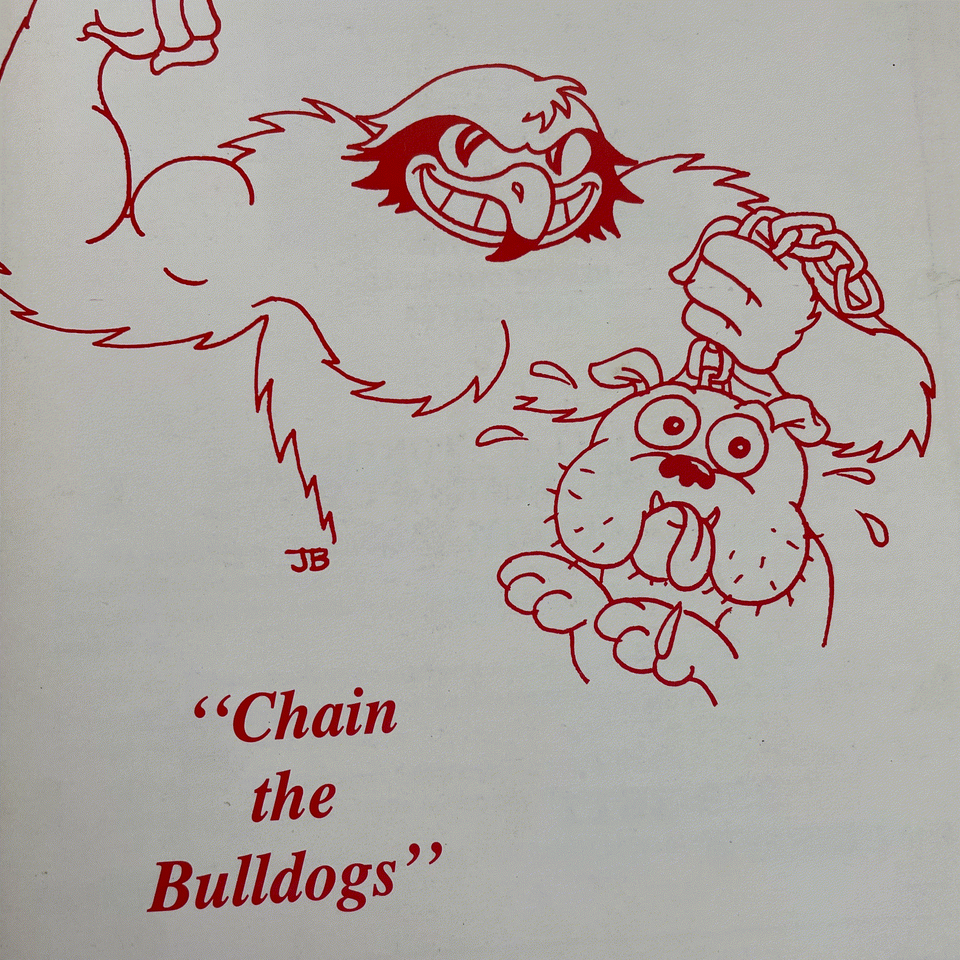 JB
“Chain
the
Bulldogs”